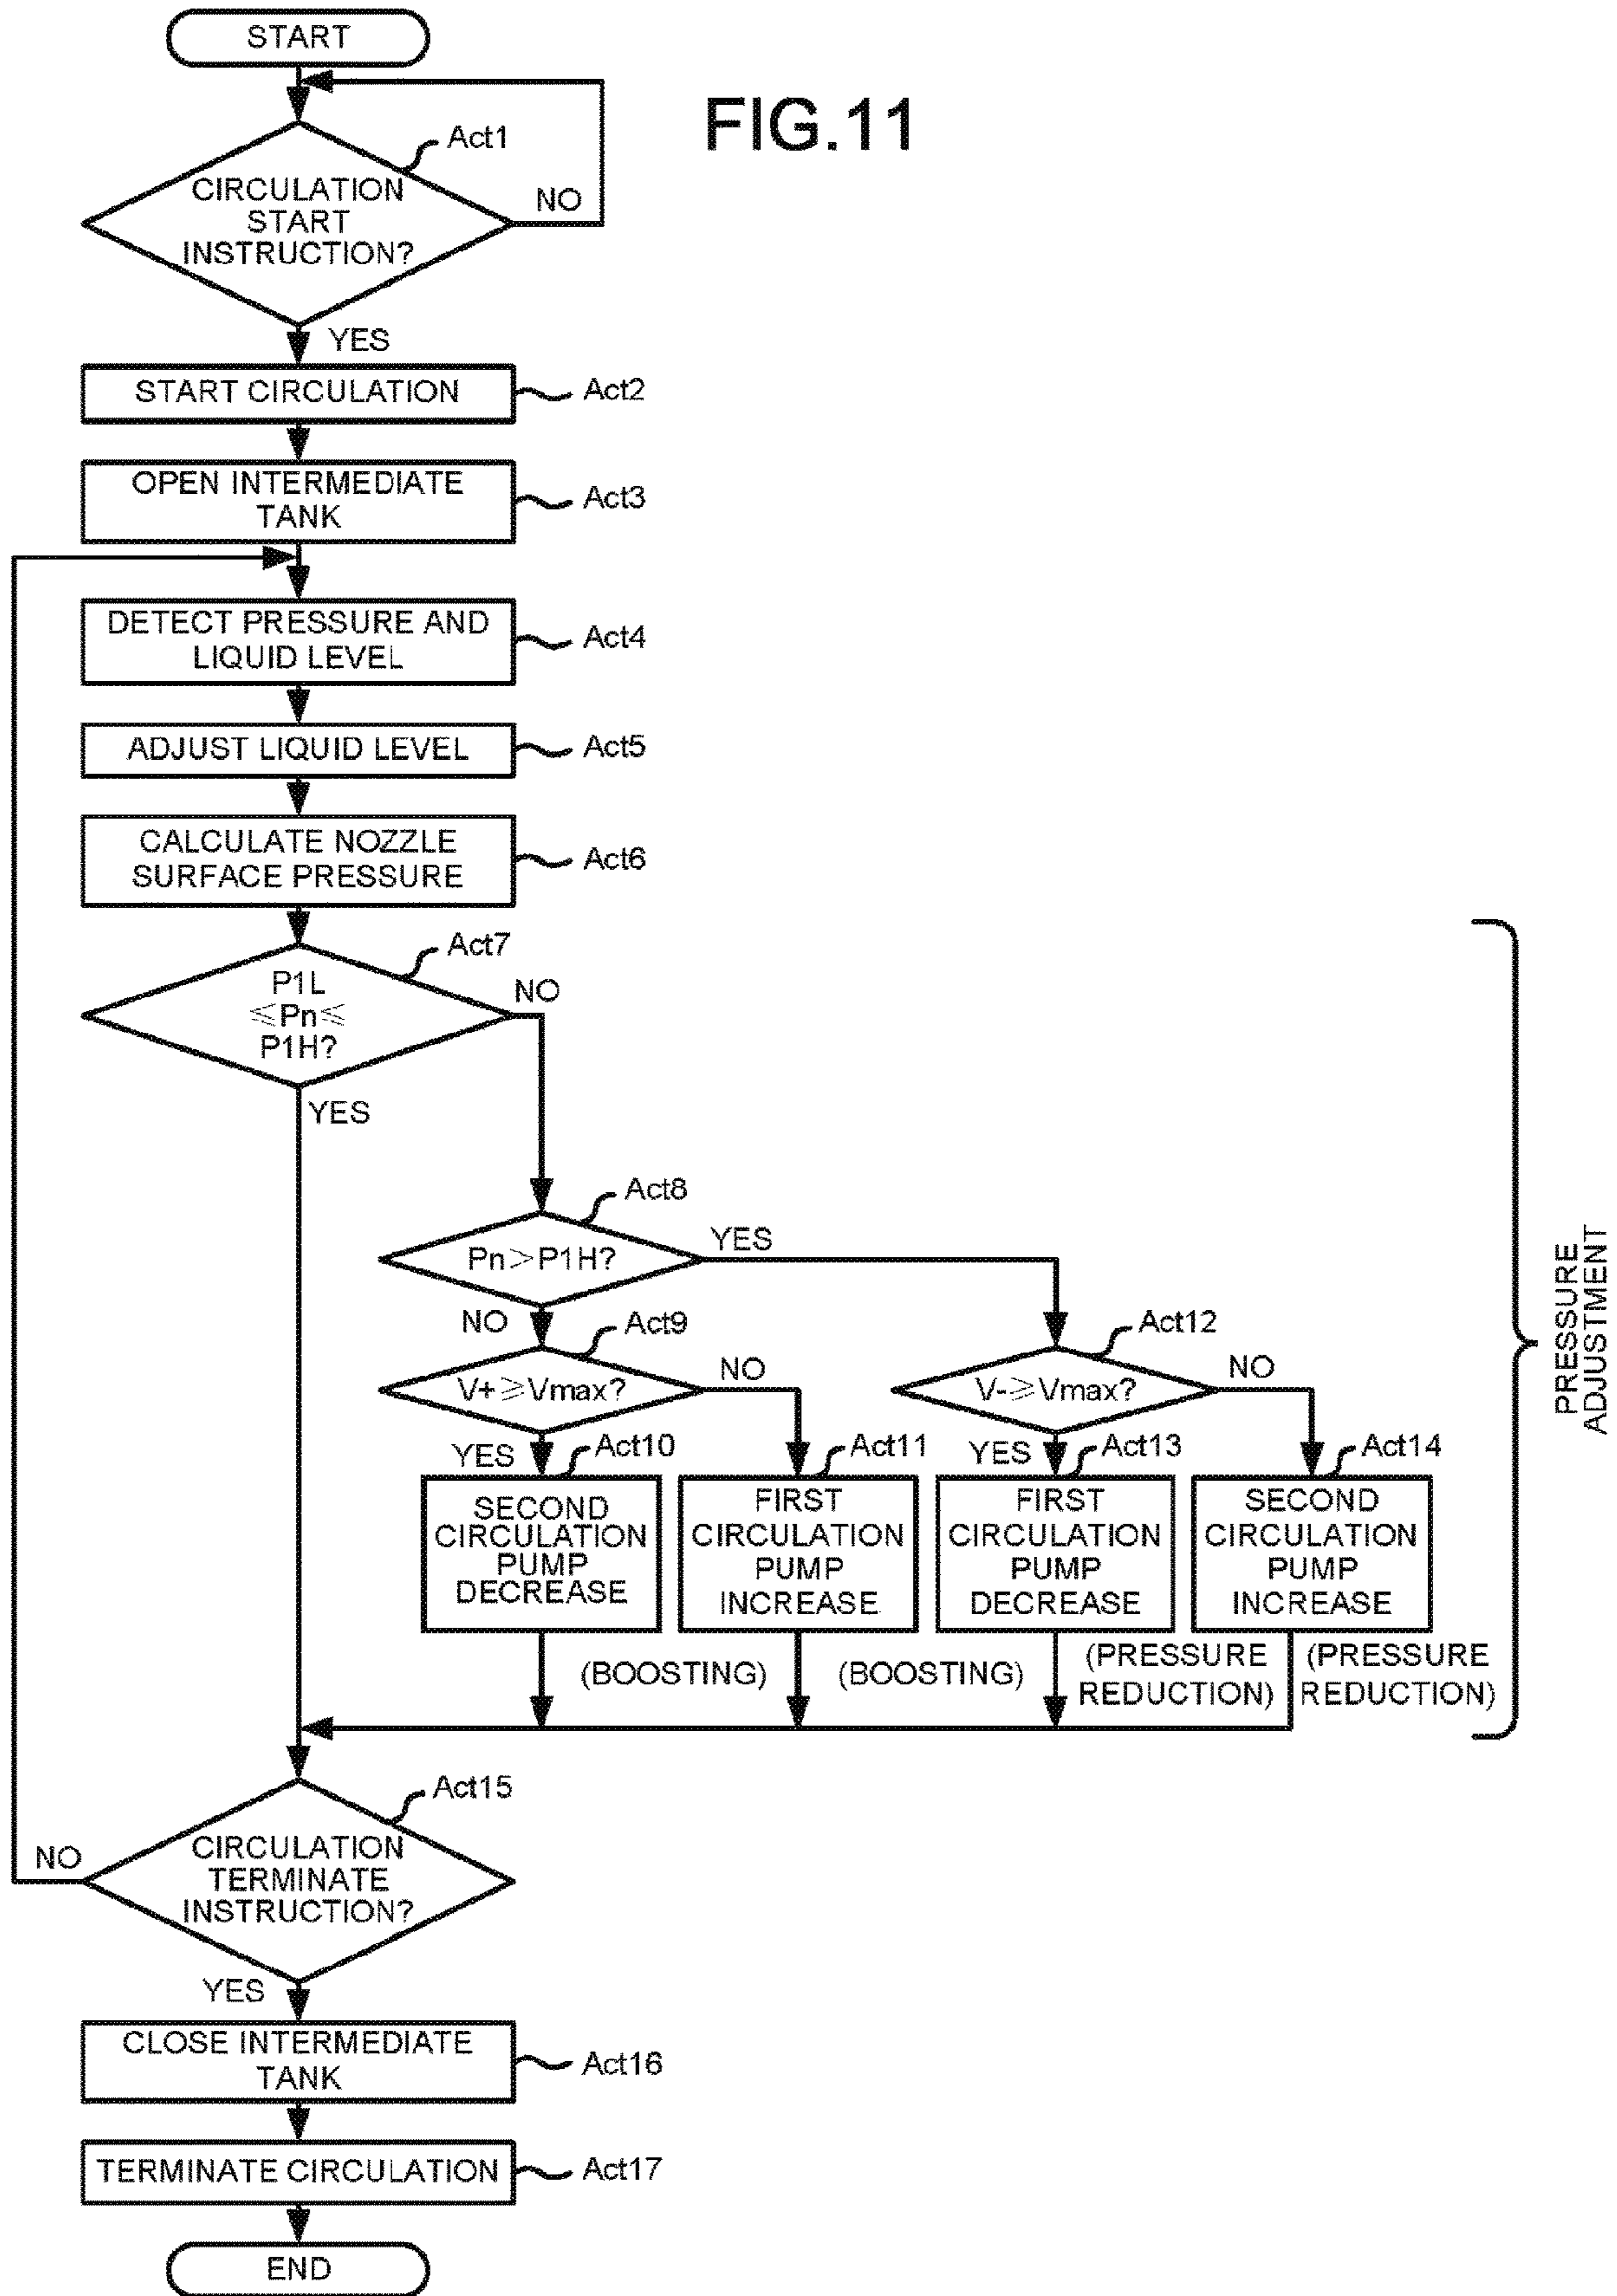 START
FIG.11
Act1
CIRCULATION
START
INSTRUCTION?
NO
YES
START CIRCULATION
Act2
OPEN INTERMEDIATE
TANK
Act3
DETECT PRESSURE AND
LIQUID LEVEL
Act4
ADJUST LIQUID LEVEL
Act5
CALCULATE NOZZLE
SURFACE PRESSURE
Act6
Act7
P1L
≤Pn≤
P1H?
NO
YES
Act8
Pn>P1H?
YES
NO
Act9
V+≥Vmax?
NO
YES
Act12
V-≥Vmax?
NO
YES
Act10
SECOND
CIRCULATION
PUMP
DECREASE
Act11
FIRST
CIRCULATION
PUMP
INCREASE
Act13
FIRST
CIRCULATION
PUMP
DECREASE
Act14
SECOND
CIRCULATION
PUMP
INCREASE
(BOOSTING)
(BOOSTING)
(PRESSURE
REDUCTION)
(PRESSURE
REDUCTION)
PRESSURE
ADJUSTMENT
Act15
CIRCULATION
TERMINATE
INSTRUCTION?
NO
YES
CLOSE INTERMEDIATE
TANK
Act16
TERMINATE CIRCULATION
Act17
END